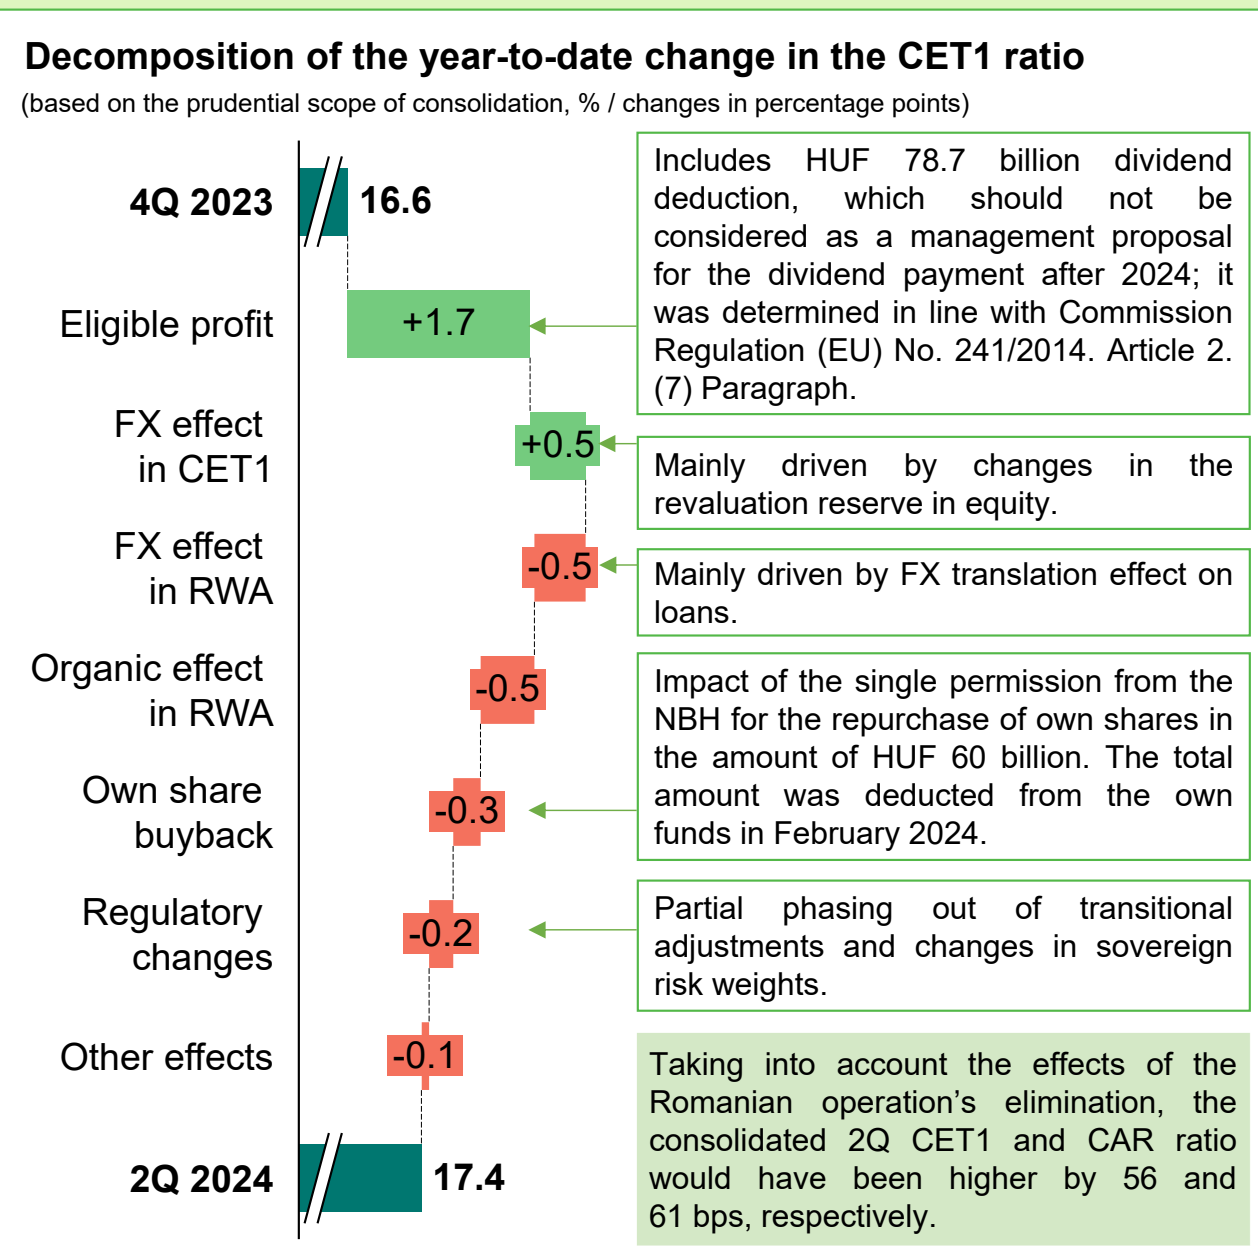 Decomposition of the year-to-date change in the CET1 ratio
(based on the prudential scope of consolidation, % / changes in percentage points)
4Q 2023
16.6
Includes HUF 78.7 billion dividend
deduction, which should not be
considered as a management proposal
for the dividend payment after 2024; it
was determined in line with Commission
Regulation (EU) No. 241/2014. Article 2.
(7) Paragraph.
Eligible profit
+1.7
FX effect
in CET1
+0.5
Mainly driven by changes in the
revaluation reserve in equity.
FX effect
in RWA
-0.5
Mainly driven by FX translation effect on
loans.
Organic effect
in RWA
-0.5
Own share
buyback
-0.3
Impact of the single permission from the
NBH for the repurchase of own shares in
the amount of HUF 60 billion. The total
amount was deducted from the own
funds in February 2024.
Regulatory
changes
-0.2
Partial phasing out of transitional
adjustments and changes in sovereign
risk weights.
Other effects
-0.1
2Q 2024
17.4
Taking into account the effects of the
Romanian operation’s elimination, the
consolidated 2Q CET1 and CAR ratio
would have been higher by 56 and
61 bps, respectively.